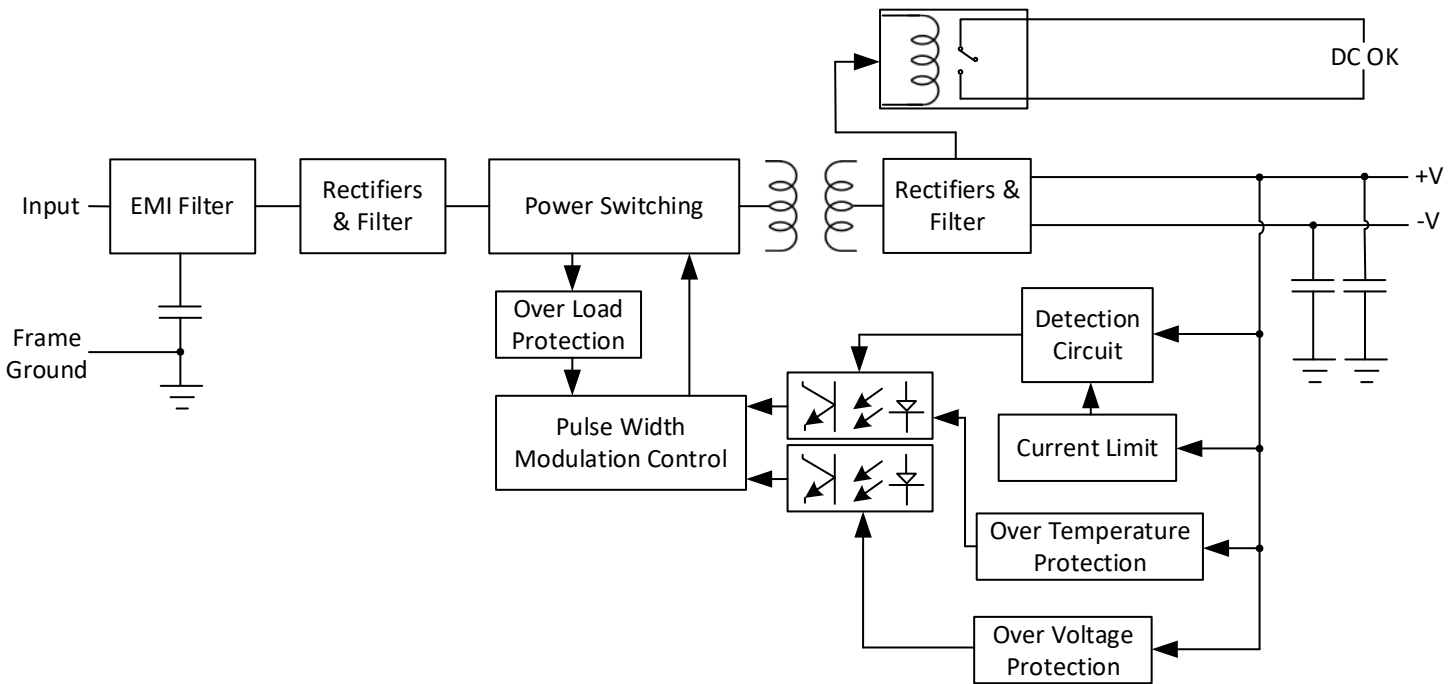 DC OK
Input
EMI Filter
Rectifiers
& Filter
Power Switching
Rectifiers &
Filter
+V
-V
Over Load
Protection
Detection
Circuit
Frame
Ground
Pulse Width
Modulation Control
Current Limit
Over Temperature
Protection
Over Voltage
Protection